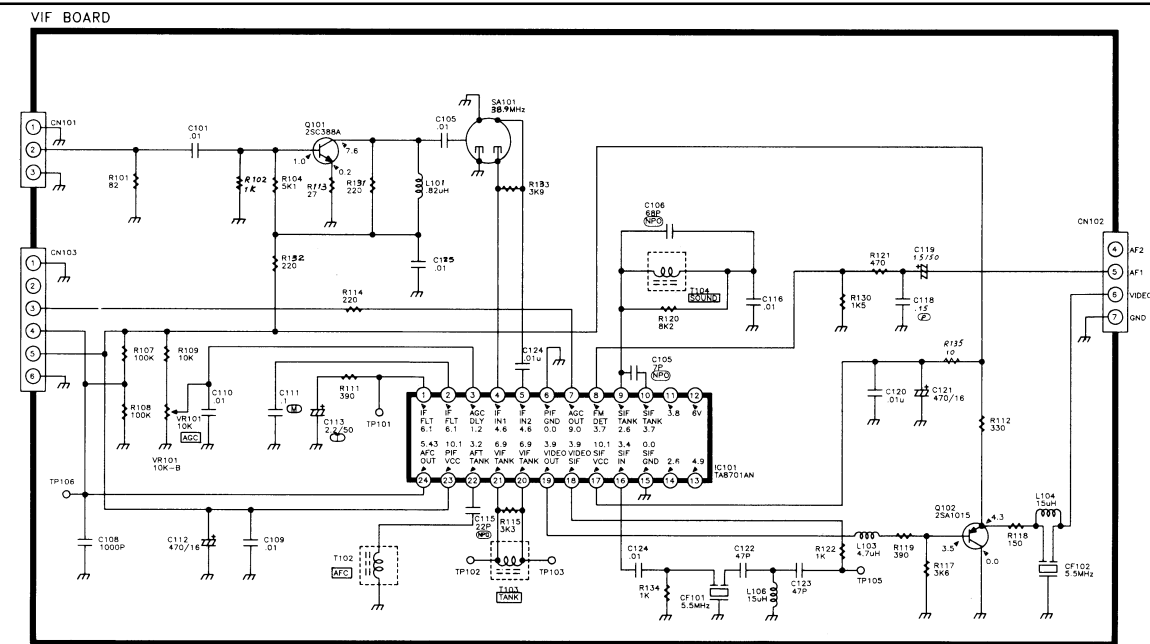 VIF BOARD
CN101
1
2
3
R101
82
C101
.01
R102
1K
R104
5K1
Q101
2SC388A
1.0
7.6
0.2
R113
27
R131
220
L101
.82uH
C105
.01
SA101
38.9MHz
R133
3K9
R132
220
C125
.01
CN103
1
2
3
4
5
6
R114
220
R107
100K
R109
10K
R108
100K
VR101
10K
AGC
VR101
10K-B
C110
.01
C111
.1
M
C113
2.2/50
T
R111
390
TP101
C124
.01u
C106
68P
NPO
T104
SOUND
R120
8K2
C116
.01
C105
7P
NPO
R130
1K5
R121
470
C119
1.5/50
C118
.15
P
CN102
4 AF2
5 AF1
6 VIDEO
7 GND
R135
10
C120
.01u
C121
470/16
R112
330
1 2 3 4 5 6 7 8 9 10 11 12
IF FLT 6.1
IF FLT 6.1
AGC DLY 1.2
IF IN1 4.6
IF IN2 4.6
PIF GND 0.0
AGC OUT 9.0
FM DET 3.7
SIF TANK 2.6
SIF TANK 3.7
3.8
6V
5.43 AFC OUT
10.1 PIF VCC
3.2 AFT TANK
6.9 VIF TANK
6.9 VIF TANK
3.9 VIDEO OUT
3.9 VIDEO SIF
10.1 SIF VCC
3.4 SIF IN
0.0 SIF GND
2.6
4.9
24 23 22 21 20 19 18 17 16 15 14 13
IC101
TA8701AN
TP106
C108
1000P
C112
470/16
C109
.01
T102
AFC
C115
22P
NPO
R115
3K3
TP102
TP103
T103
TANK
C124
.01
R134
1K
CF101
5.5MHz
C122
47P
L106
15uH
C123
47P
R122
1K
TP105
L103
4.7uH
R119
390
R117
3K6
Q102
2SA1015
3.5
4.3
0.0
R118
150
L104
15uH
CF102
5.5MHz